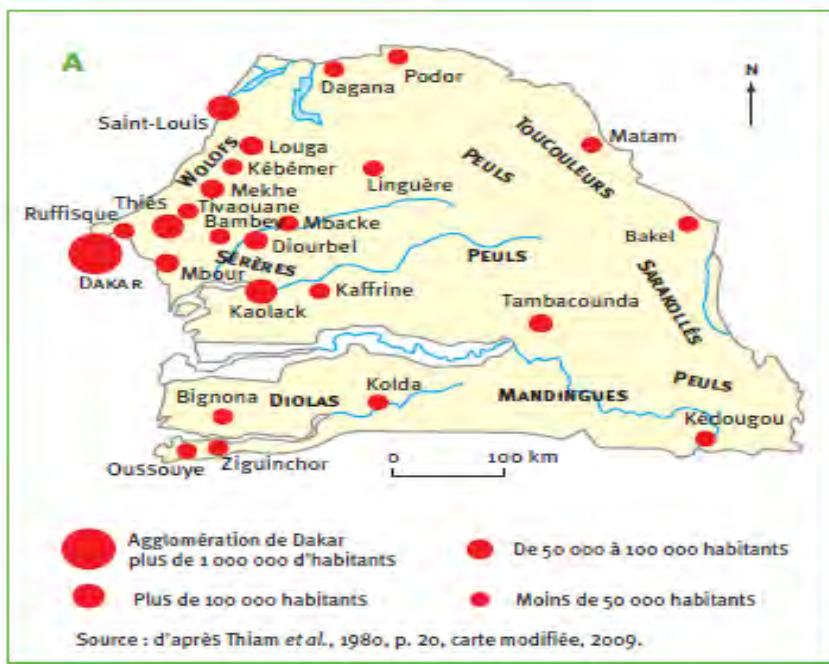 A
N
Podor
Dagana
Saint-Louis
Matam
TOUCOULEURS
Louga
WOLOFS
Kébémer
PEULS
Linguère
Mekhe
Thiès
Tivaouane
Ruffisque
Bambey
Mbacke
Bakel
Diourbel
SÉRÈRES
PEULS
DAKAR
Mbour
SARAKOLLÉS
Kaffrine
Kaolack
Tambacounda
PEULS
Bignona
DIOLAS
Kolda
MANDINGUES
Kédougou
Oussouye
Ziguinchor
0
100 km
Agglomération de Dakar
plus de 1 000 000 d'habitants
De 50 000 à 100 000 habitants
Plus de 100 000 habitants
Moins de 50 000 habitants
Source : d'après Thiam et al., 1980, p. 20, carte modifiée, 2009.